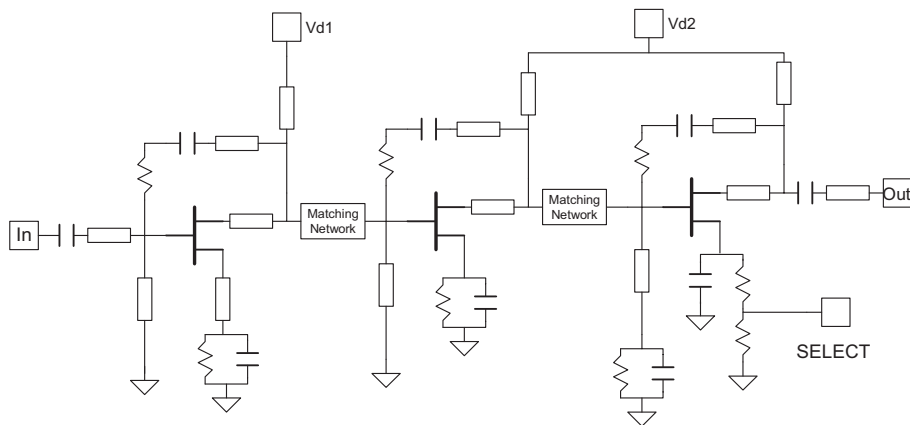 Vd1
Vd2
In
Matching
Network
Matching
Network
Out
SELECT